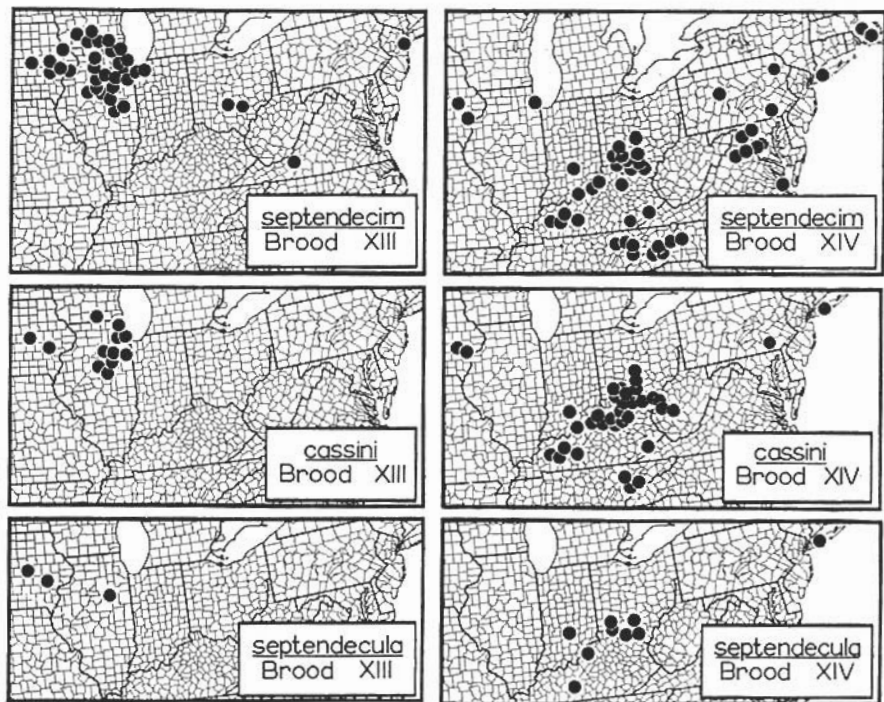 septendecim
Brood XIII
septendecim
Brood XIV
cassini
Brood XIII
cassini
Brood XIV
septendecula
Brood XIII
septendecula
Brood XIV